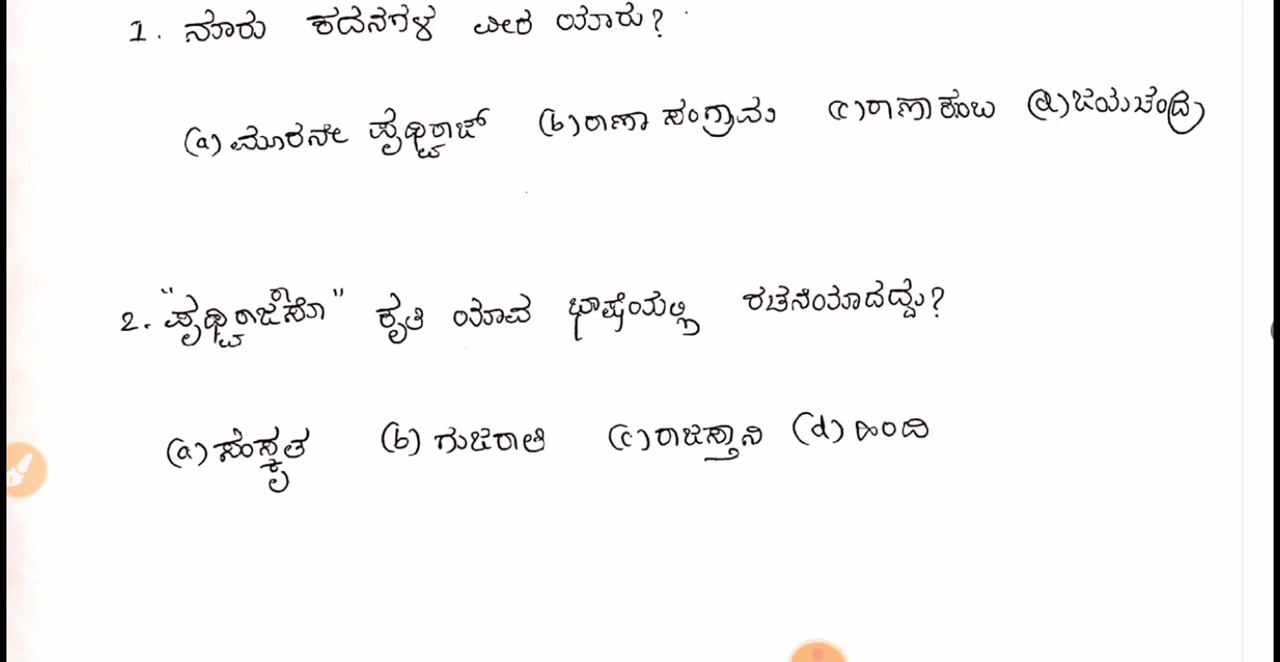 1. ನೂರು ಕದನಗಳ ವೀರ ಯಾರು?
(a) ಮೂರನೇ ಪೃಥ್ವಿರಾಜ್ (b) ರಾಣಾ ಸಂಗ್ರಾಮ (c) ರಾಣಾ ಕುಂಬ (d) ಜಯಚಂದ್ರ
2. "ಪೃಥ್ವಿರಾಜರಾಸೋ" ಕೃತಿ ಯಾವ ಭಾಷೆಯಲ್ಲಿ ರಚನೆಯಾದದ್ದು?
(a) ಸಂಸ್ಕೃತ (b) ಗುಜರಾತಿ (c) ರಾಜಸ್ತಾನಿ (d) ಹಿಂದಿ